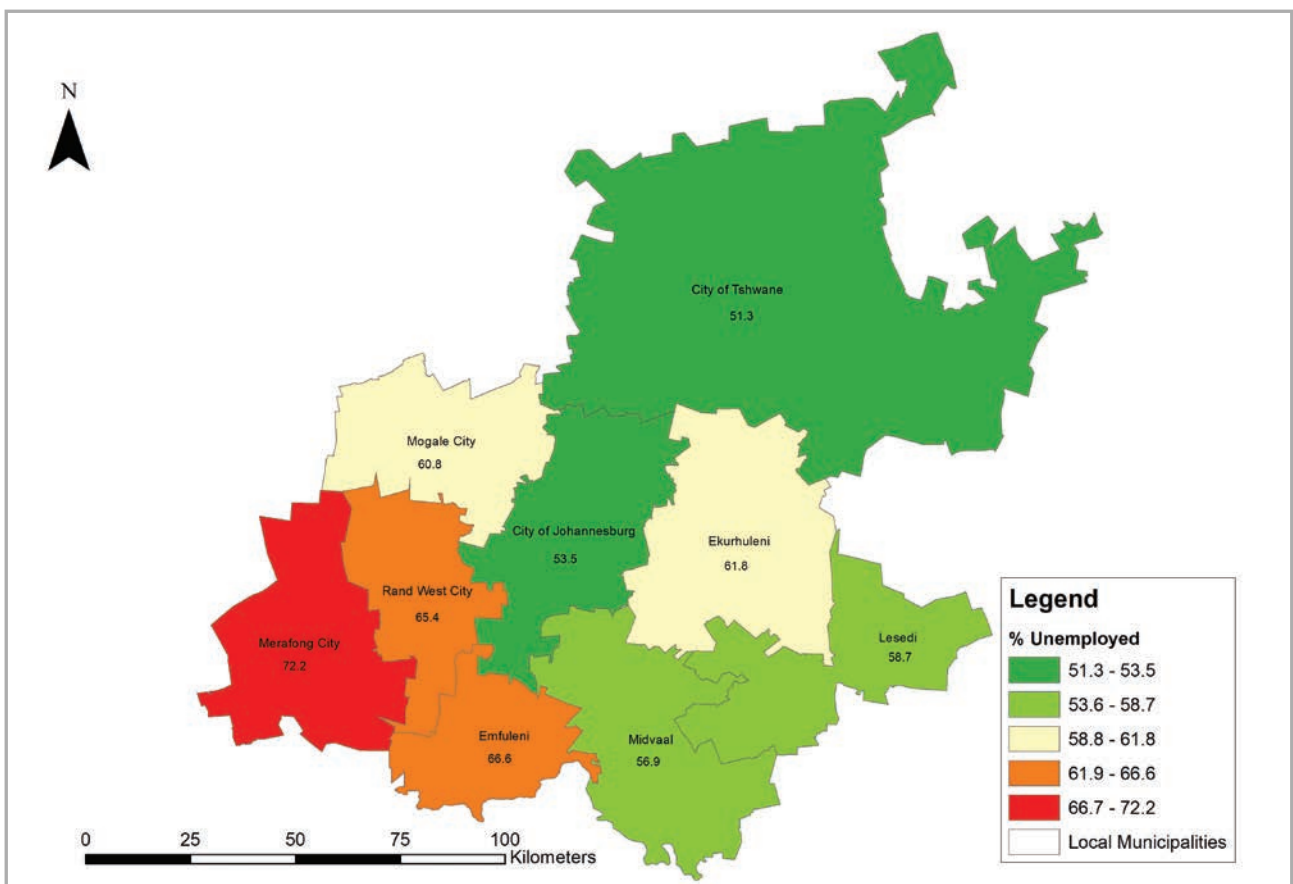 N
City of Tshwane
51.3
Mogale City
60.8
City of Johannesburg
53.5
Ekurhuleni
61.8
Rand West City
65.4
Merafong City
72.2
Lesedi
58.7
Emfuleni
66.6
Midvaal
56.9
Legend
% Unemployed
51.3 - 53.5
53.6 - 58.7
58.8 - 61.8
61.9 - 66.6
66.7 - 72.2
Local Municipalities
0 25 50 75 100
Kilometers